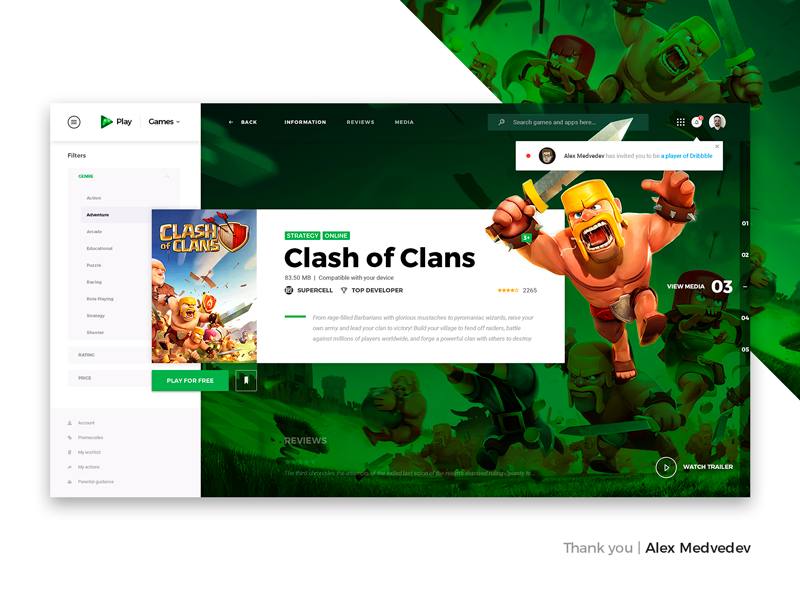 Play
Games
BACK
INFORMATION
REVIEWS
MEDIA
Search games and apps here...
Alex Medvedev has invited you to be a player of Dribbble
Filters
GENRE
Action
Adventure
Arcade
Educational
Puzzle
Racing
Role Playing
Strategy
Shooter
RATING
PRICE
Account
Promocodes
My wishlist
My actions
Parental guidance
CLASH OF CLANS
PLAY FOR FREE
STRATEGY ONLINE
Clash of Clans
83.50 MB | Compatible with your device
SUPERCELL TOP DEVELOPER
2265
From rage-filled Barbarians with glorious mustaches to pyromaniac wizards, raise your
own army and lead your clan to victory! Build your village to fend off raiders, battle
against millions of players worldwide, and forge a powerful clan with others to destroy
01
02
VIEW MEDIA 03
04
05
REVIEWS
WATCH TRAILER
Thank you | Alex Medvedev